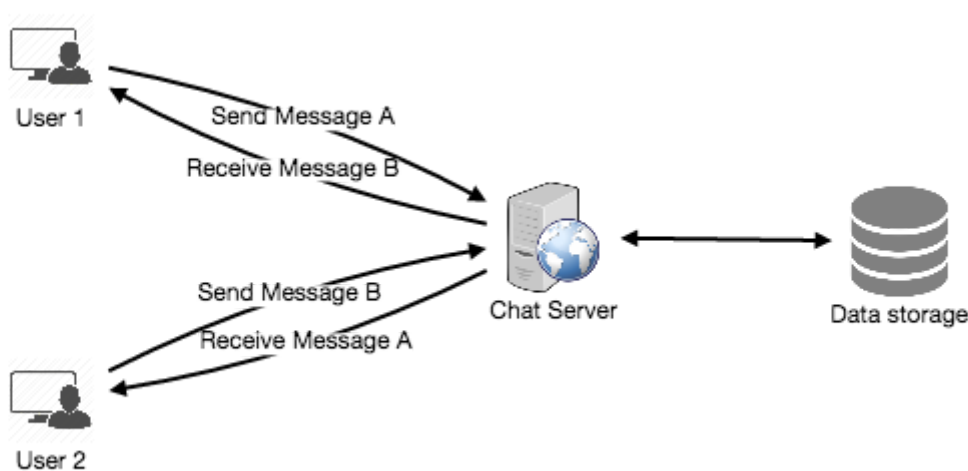 User 1
Send Message A
Receive Message B
Send Message B
Receive Message A
Chat Server
Data storage
User 2